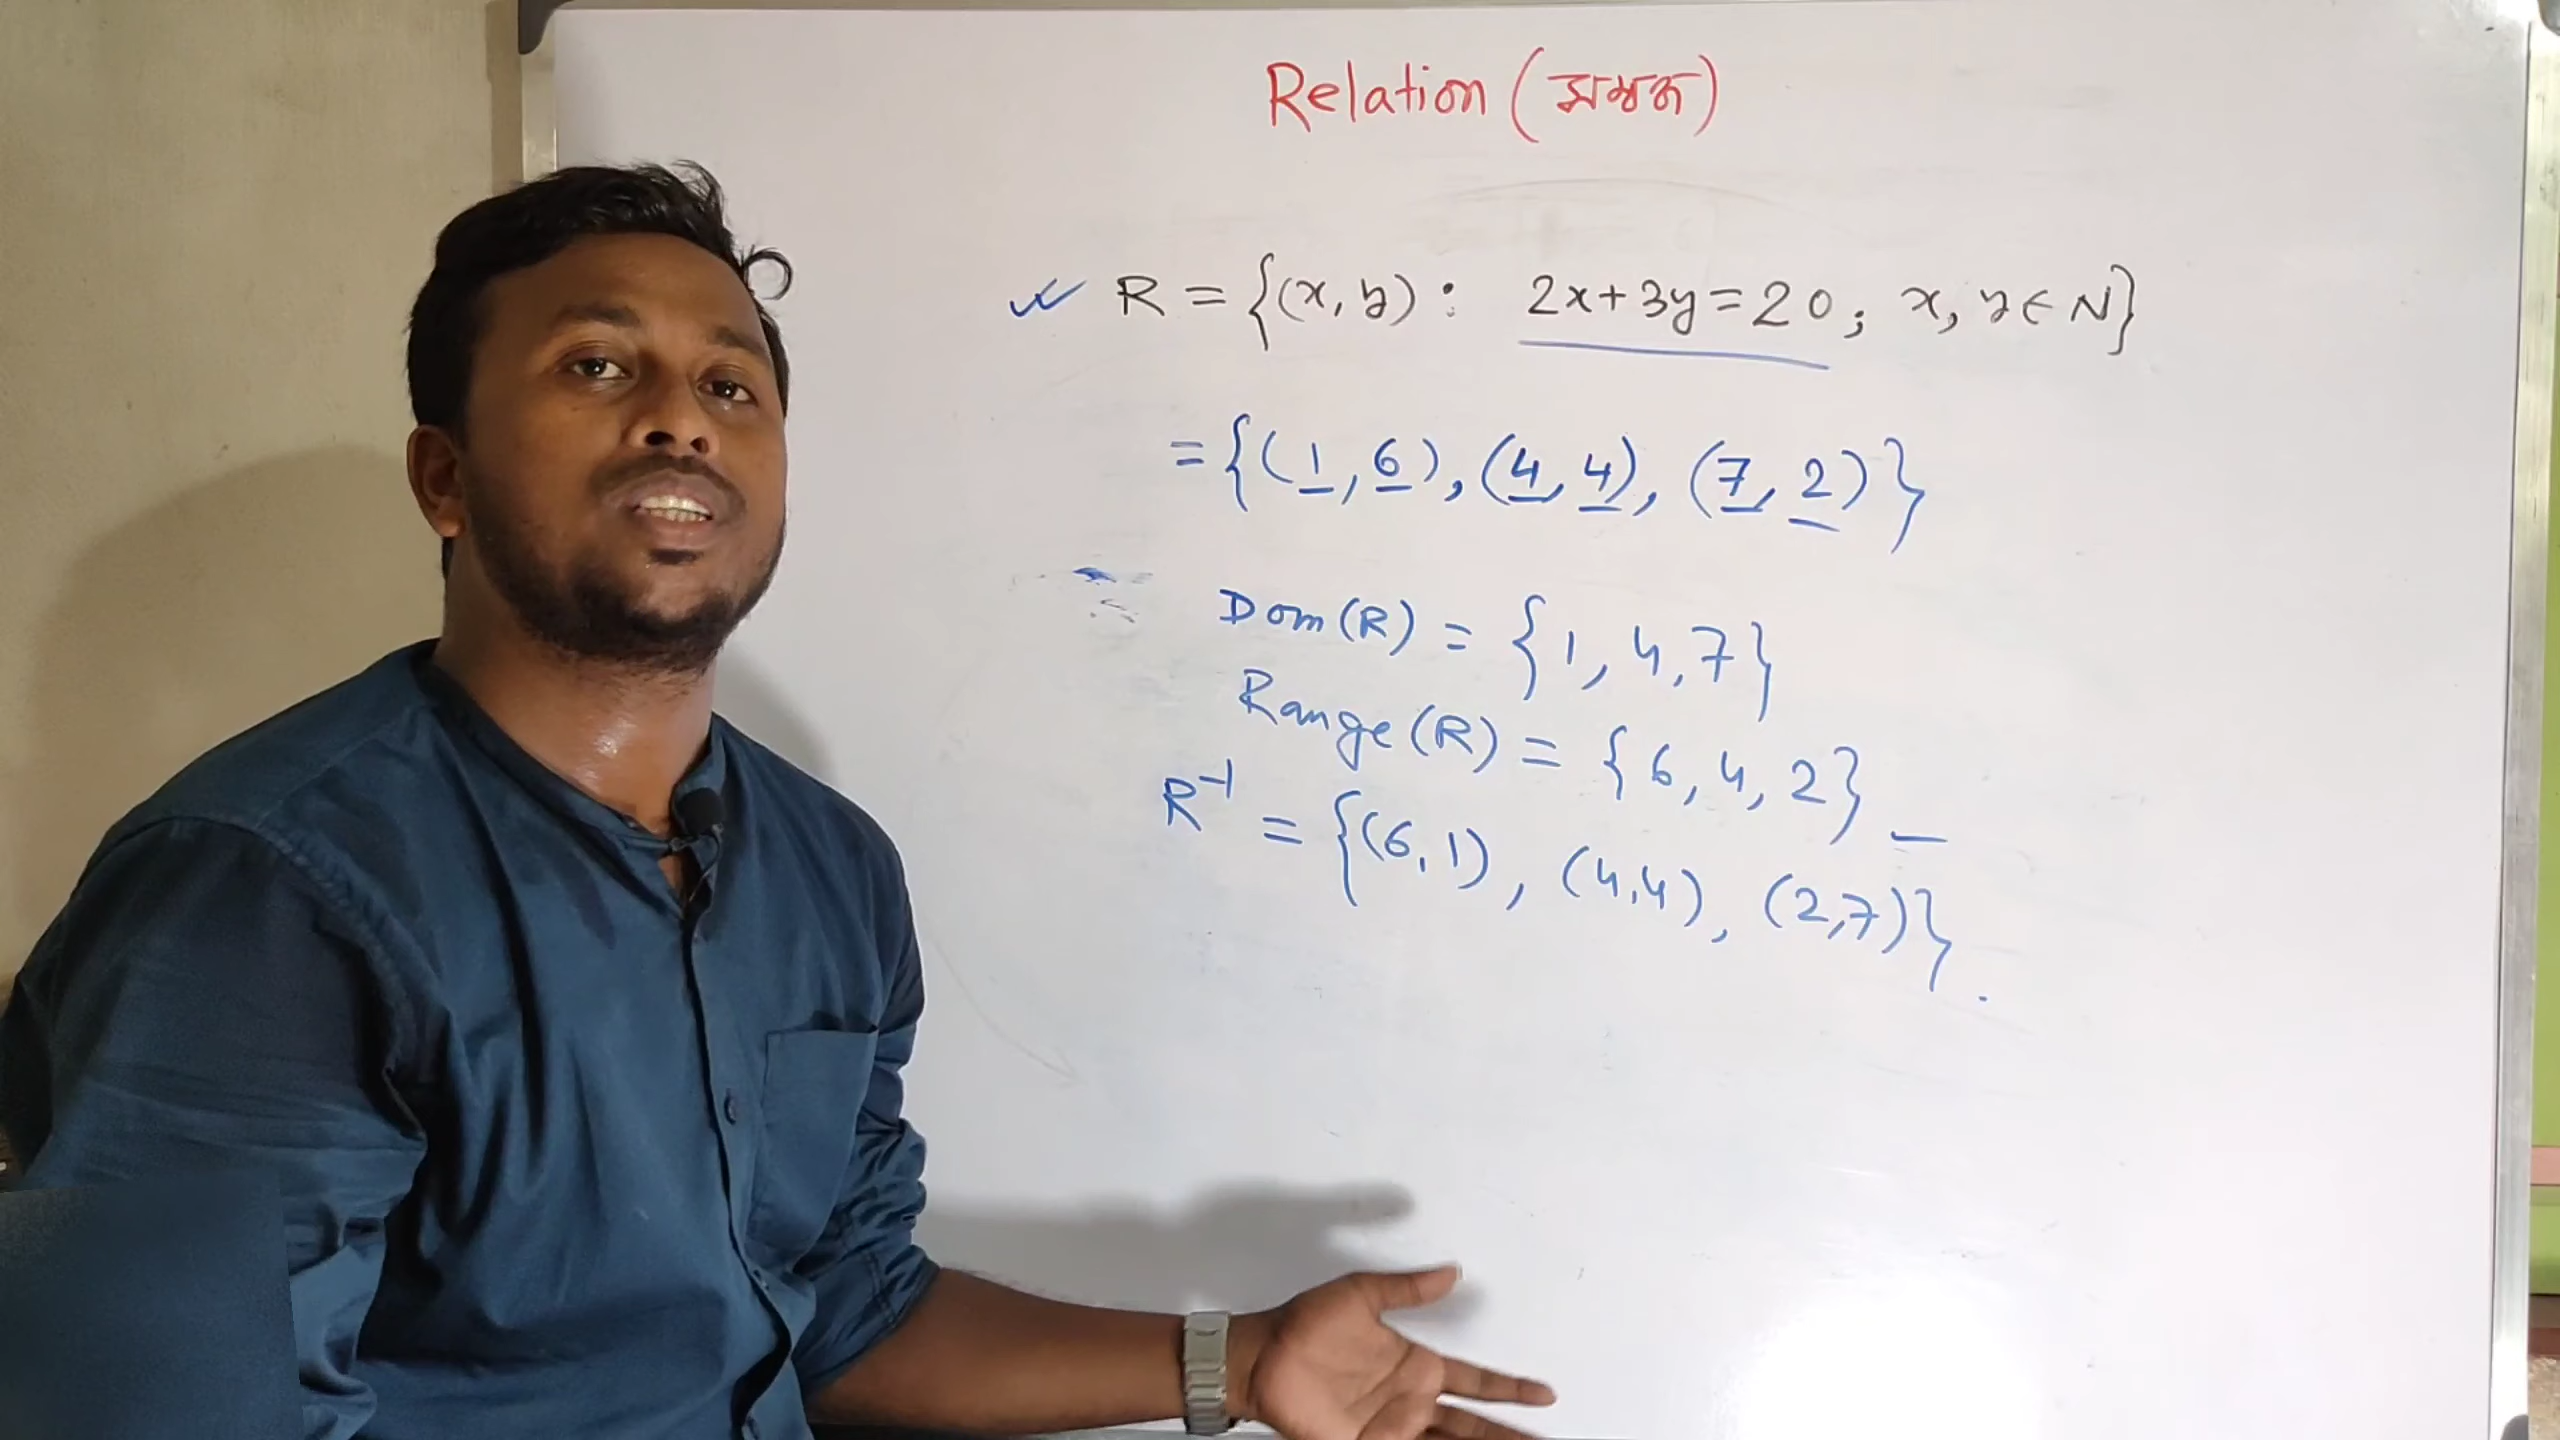 Relation (সম্বন্ধ)
R = {(x, y) : 2x+3y=20; x, y ∈ N}
= {(1, 6), (4, 4), (7, 2)}
Dom(R) = {1, 4, 7}
Range(R) = {6, 4, 2}
R⁻¹ = {(6,1), (4,4), (2,7)}.